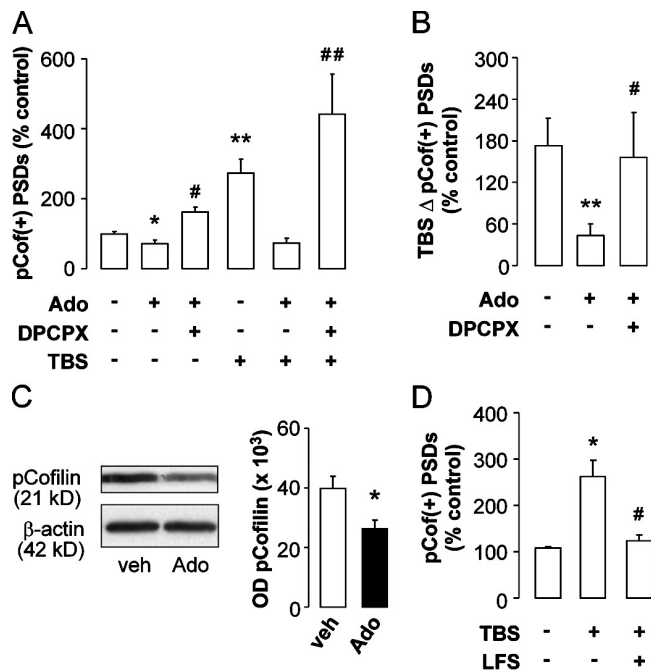 A
pCof(+) PSDs (% control)
600
400
200
0
*
#
**
##
Ado - + + - + +
DPCPX - - + - - +
TBS - - - + + +
B
TBS Δ pCof(+) PSDs
(% control)
300
240
180
120
60
0
**
#
Ado - + +
DPCPX - - +
C
pCofilin
(21 kD)
β-actin
(42 kD)
veh Ado
OD pCofilin (x 10³)
60
40
20
0
*
veh Ado
D
pCof(+) PSDs
(% control)
400
300
200
100
0
*
#
TBS - + +
LFS - - +